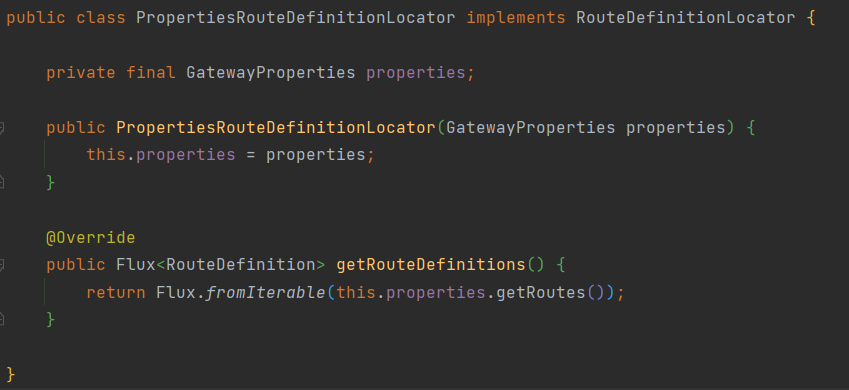 public class PropertiesRouteDefinitionLocator implements RouteDefinitionLocator {
private final GatewayProperties properties;
public PropertiesRouteDefinitionLocator(GatewayProperties properties) {
this.properties = properties;
}
@Override
public Flux<RouteDefinition> getRouteDefinitions() {
return Flux.fromIterable(this.properties.getRoutes());
}
}